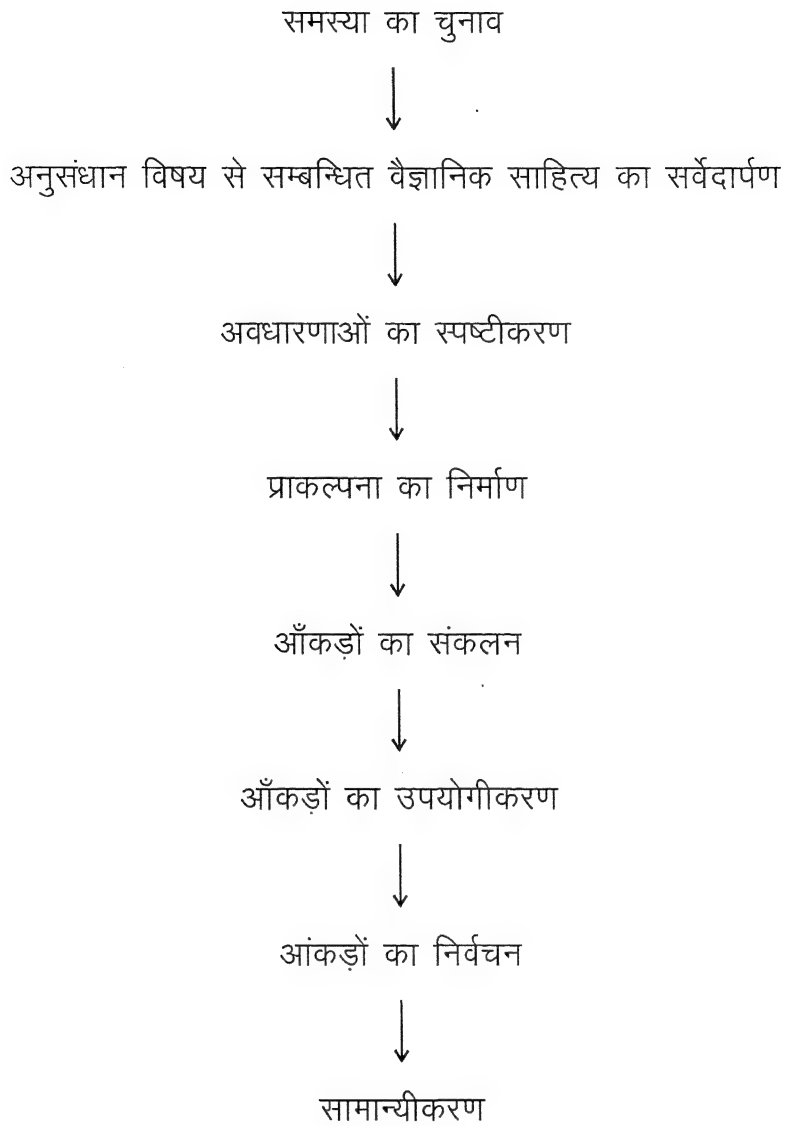 समस्या का चुनाव
अनुसंधान विषय से सम्बन्धित वैज्ञानिक साहित्य का सर्वेदार्पण
अवधारणाओं का स्पष्टीकरण
प्राकल्पना का निर्माण
आँकड़ों का संकलन
आँकड़ों का उपयोगीकरण
आंकड़ों का निर्वचन
सामान्यीकरण